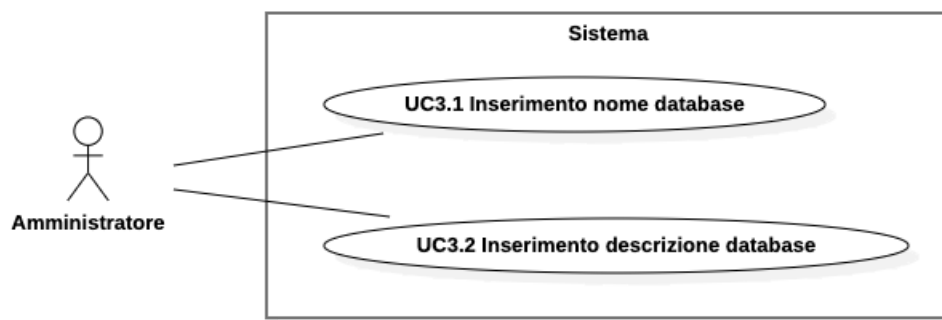 Sistema
UC3.1 Inserimento nome database
Amministratore
UC3.2 Inserimento descrizione database